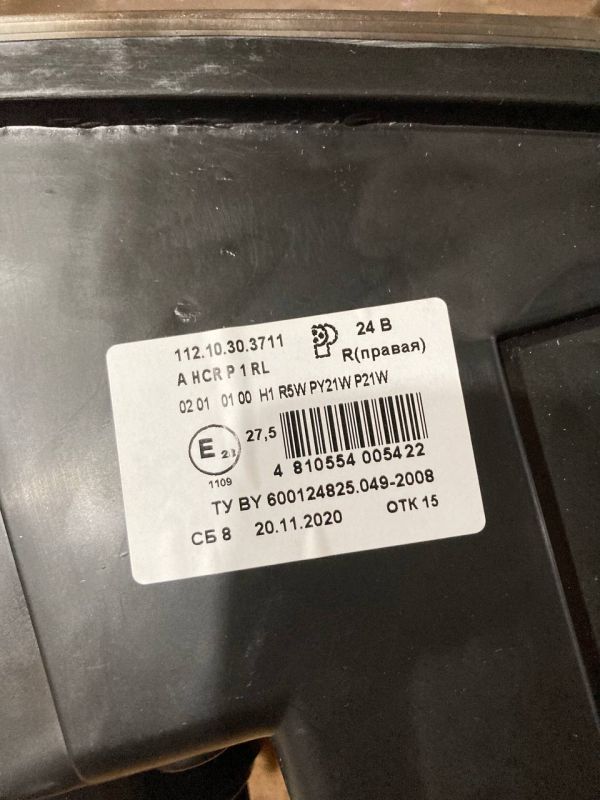 112.10.30.3711
24 В
R(правая)
A HCR P 1 RL
02 01 01 00 H1 R5W PY21W P21W
E 28
27,5
1109
4 810554 005422
ТУ BY 600124825.049-2008
СБ 8 20.11.2020 ОТК 15